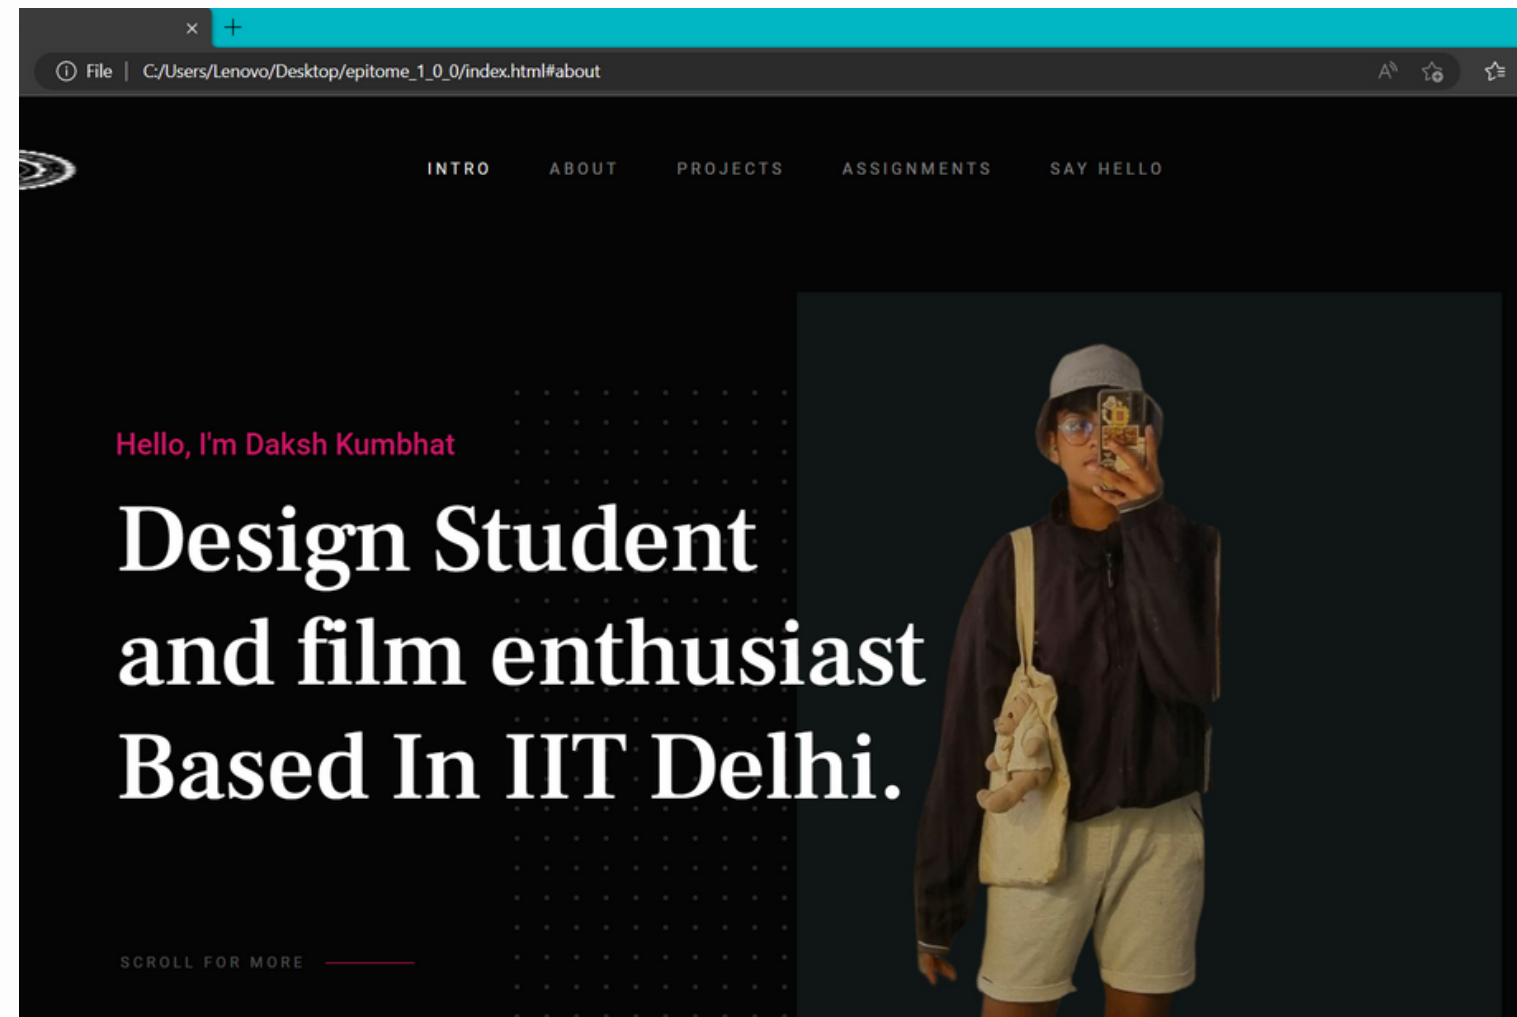 File | C:/Users/Lenovo/Desktop/epitome_1_0_0/index.html#about
INTRO ABOUT PROJECTS ASSIGNMENTS SAY HELLO
Hello, I'm Daksh Kumbhat
Design Student
and film enthusiast
Based In IIT Delhi.
SCROLL FOR MORE